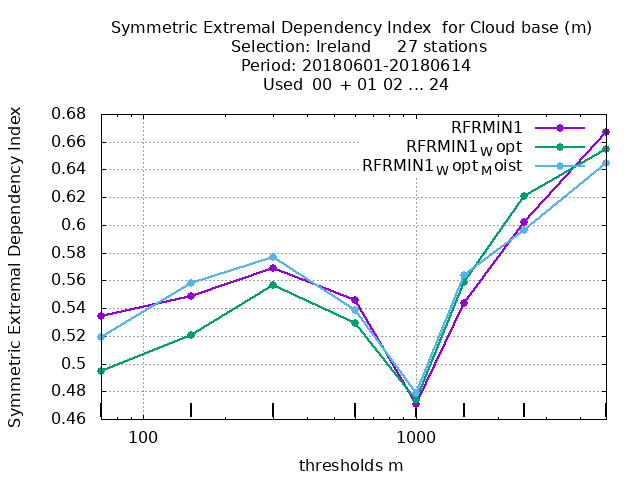 Symmetric Extremal Dependency Index for Cloud base (m)
Selection: Ireland 27 stations
Period: 20180601-20180614
Used 00 + 01 02 ... 24
Symmetric Extremal Dependency Index
0.68
0.66
0.64
0.62
0.6
0.58
0.56
0.54
0.52
0.5
0.48
0.46
RFRMIN1
RFRMIN1Wopt
RFRMIN1WoptMoist
100
1000
thresholds m